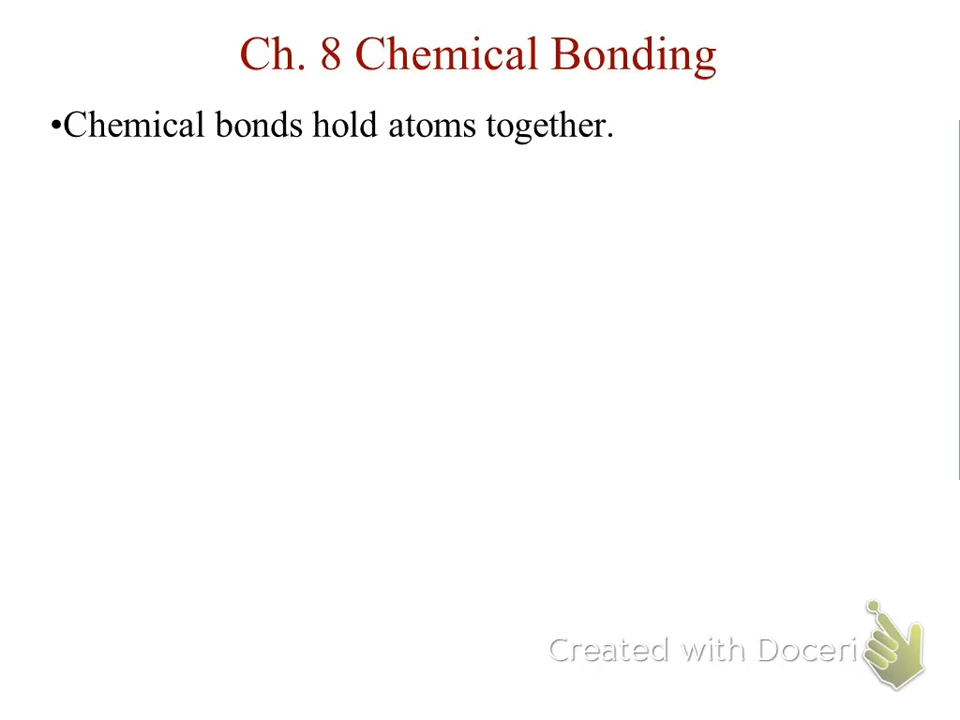 Ch. 8 Chemical Bonding
•Chemical bonds hold atoms together.
Created with Doceri